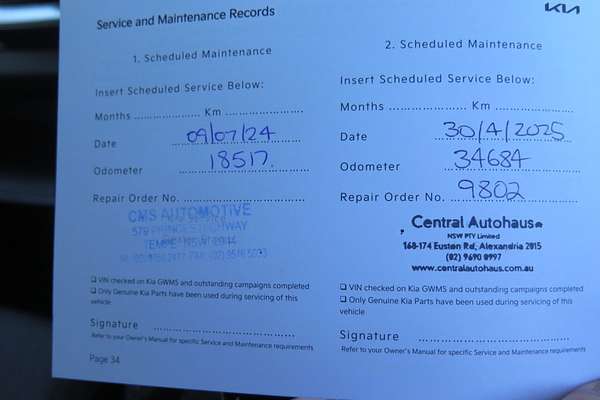 Service and Maintenance Records
KIA
1. Scheduled Maintenance
Insert Scheduled Service Below:
Months .................. Km ......................
Date 09/07/24
Odometer 18517
Repair Order No. ..............................
CMS AUTOMOTIVE
579 PRINCES HIGHWAY
TEMPE NSW 2044
❏ VIN checked on Kia GWMS and outstanding campaigns completed
❏ Only Genuine Kia Parts have been used during servicing of this
vehicle
Signature ........................................
Refer to your Owner's Manual for specific Service and Maintenance requirements
Page 34
2. Scheduled Maintenance
Insert Scheduled Service Below:
Months ..................... Km ......................
Date 30/4/2025
Odometer 34684
Repair Order No. 9802
Central Autohaus
NSW PTY Limited
168-174 Euston Rd, Alexandria 2015
(02) 9690 0997
www.centralautohaus.com.au
❏ VIN checked on Kia GWMS and outstanding campaigns completed
❏ Only Genuine Kia Parts have been used during servicing of this
vehicle
Signature ........................................
Refer to your Owner's Manual for specific Service and Maintenance requirements